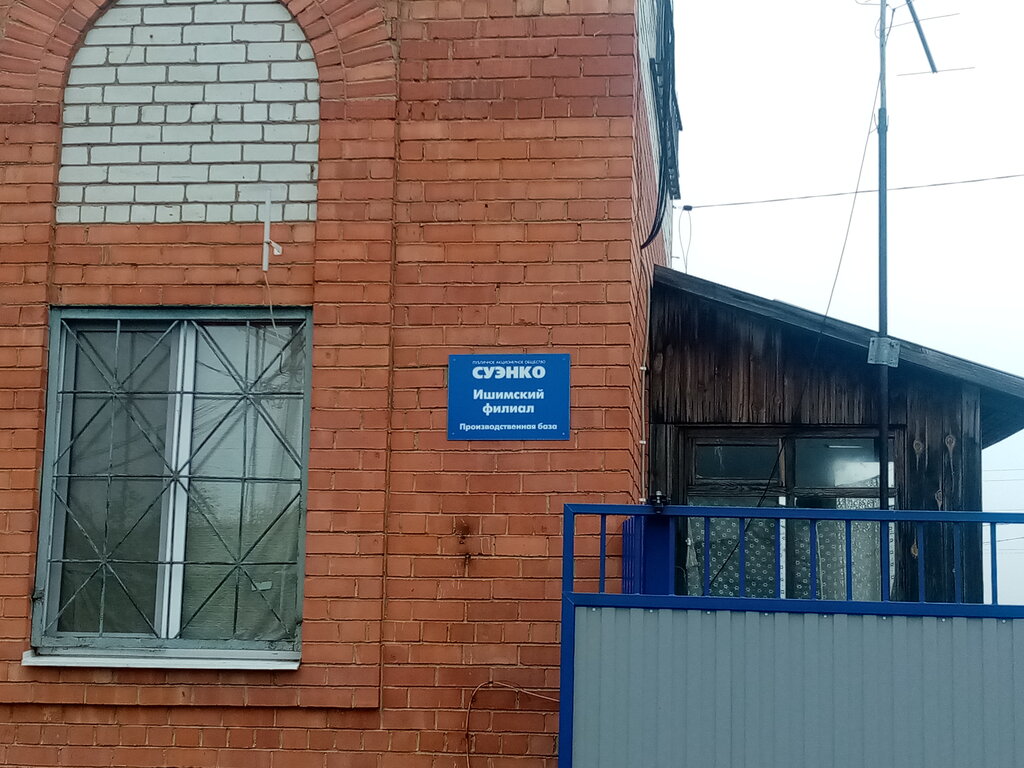 ПУБЛИЧНОЕ АКЦИОНЕРНОЕ ОБЩЕСТВО
СУЭНКО
Ишимский
филиал
Производственная база